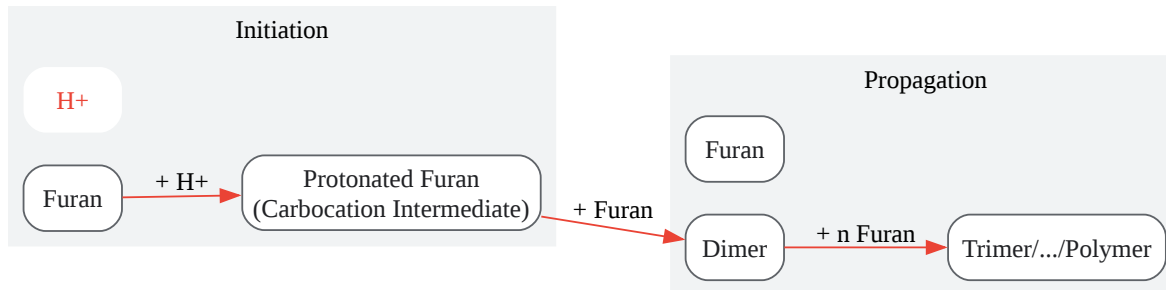 Initiation
H+
Furan
+ H+
Protonated Furan
(Carbocation Intermediate)
+ Furan
Propagation
Furan
Dimer
+ n Furan
Trimer/.../Polymer